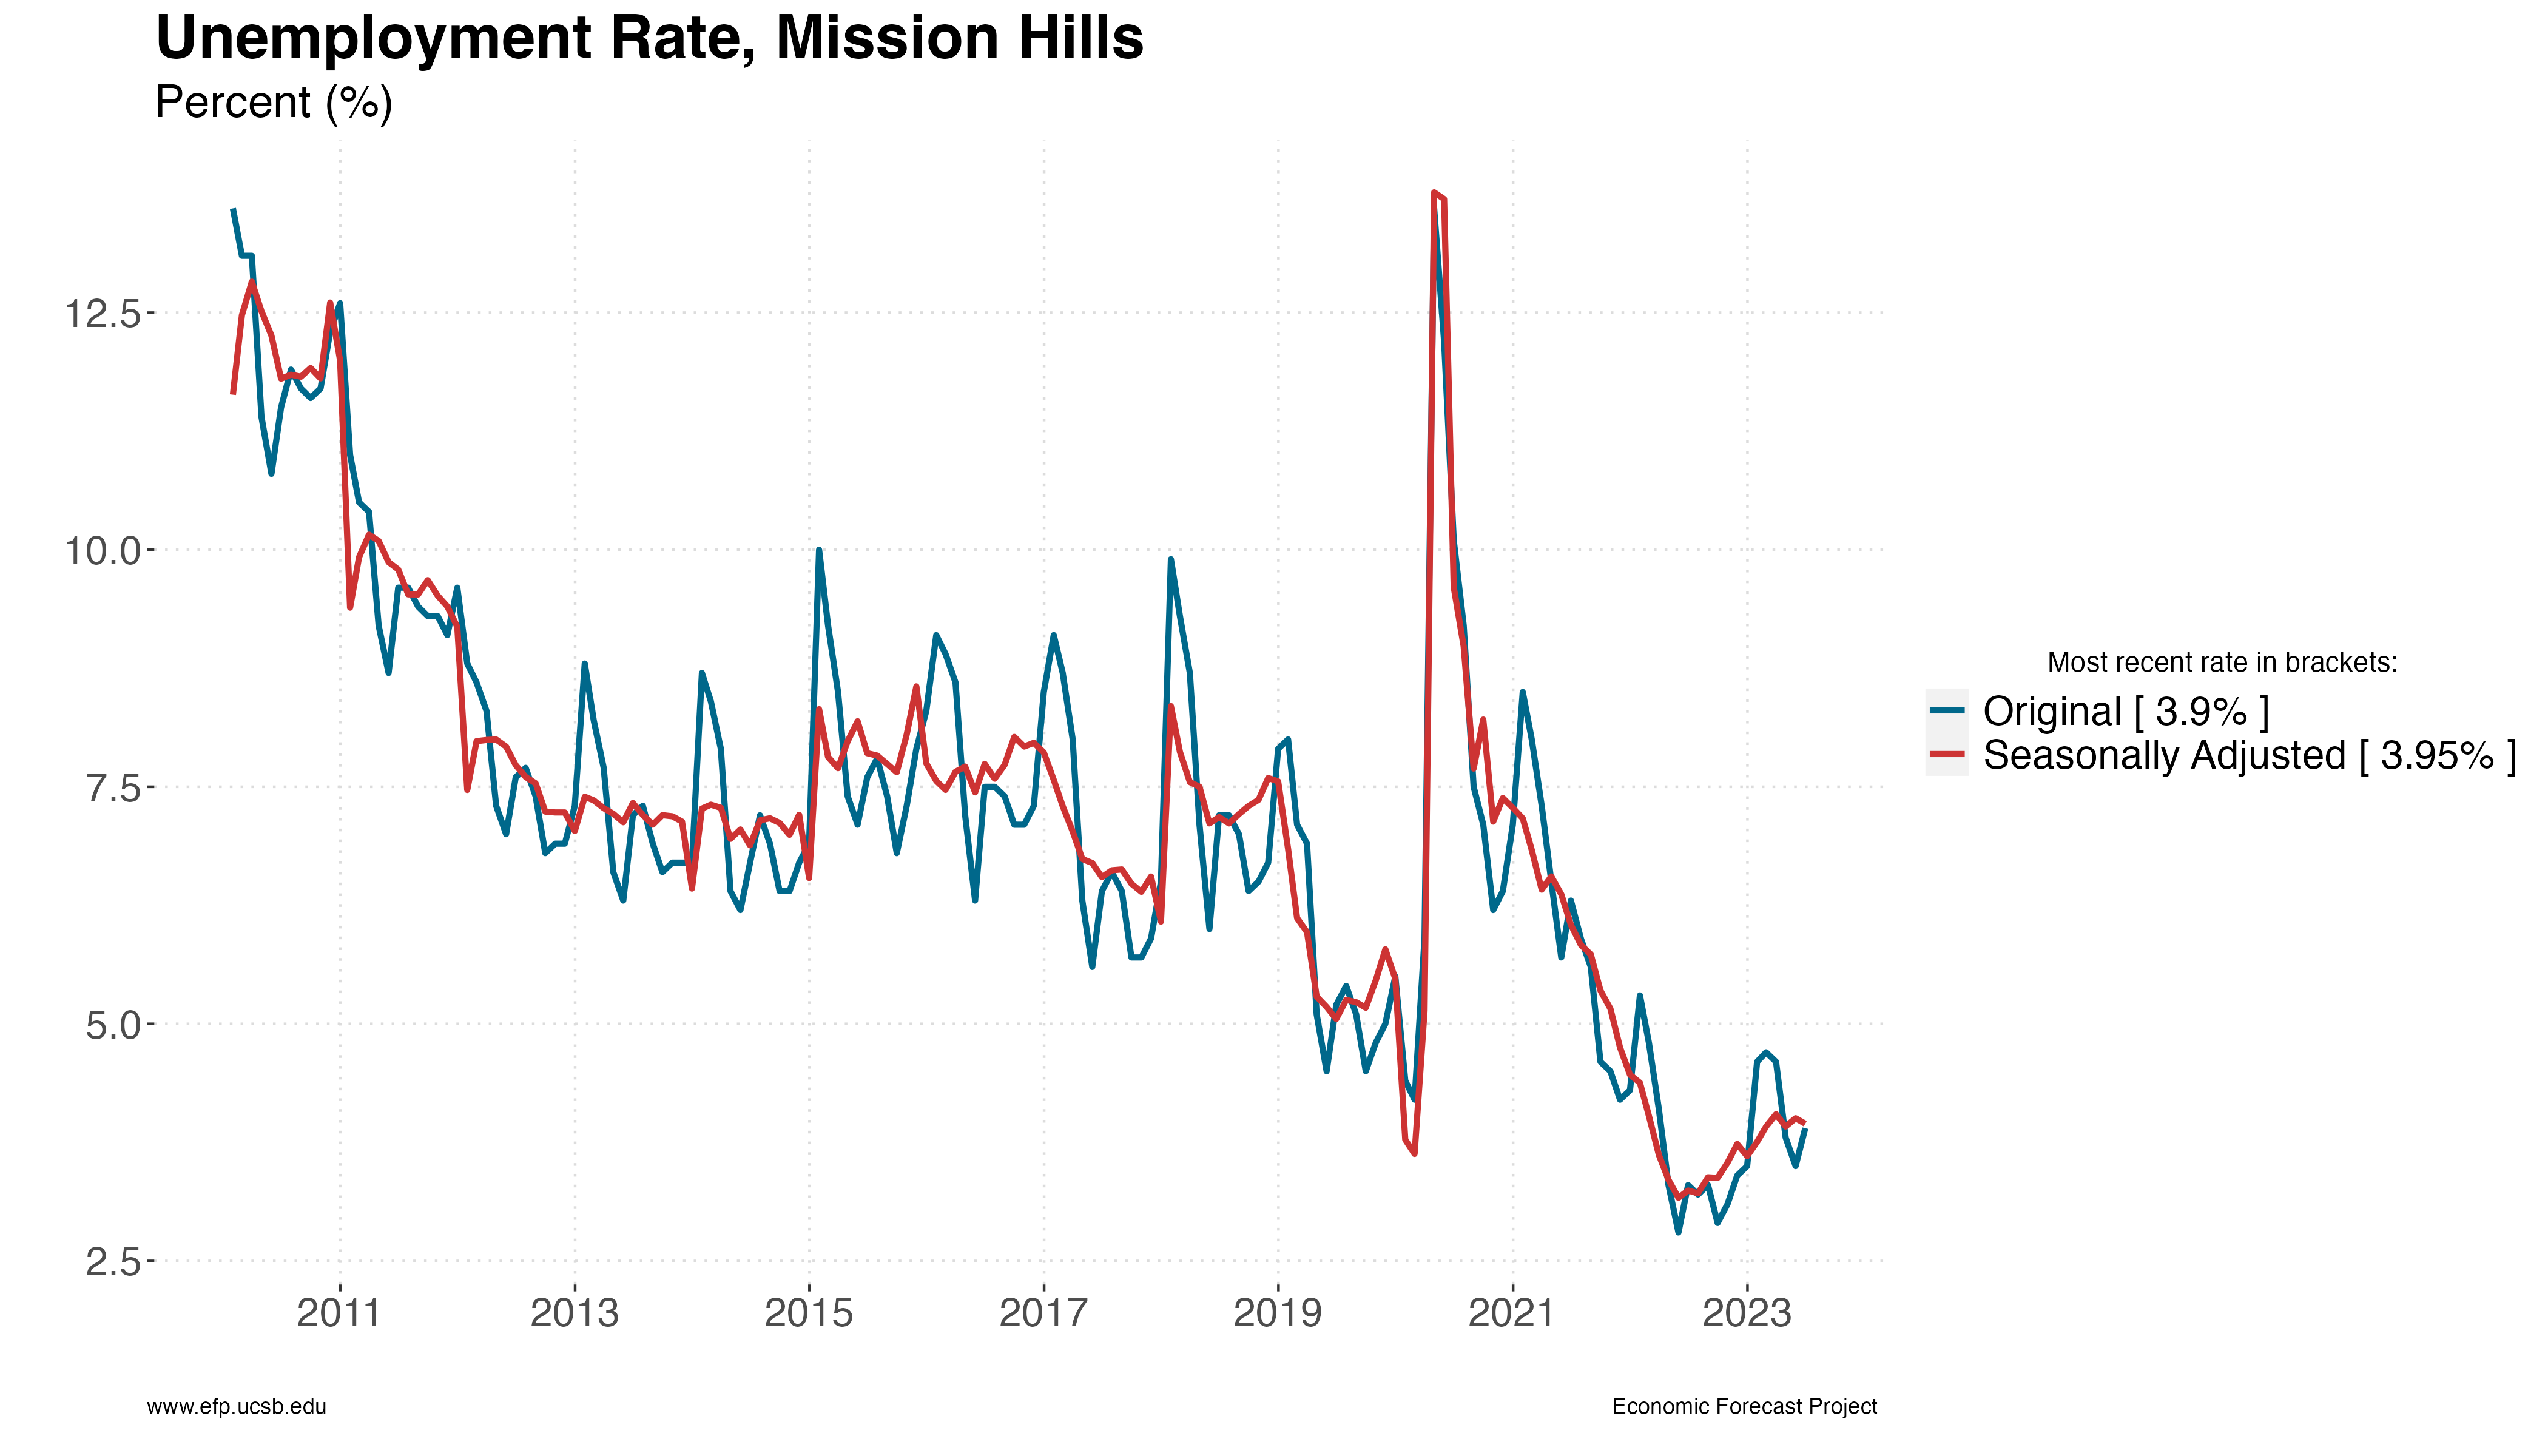 Unemployment Rate, Mission Hills
Percent (%)
12.5
10.0
7.5
5.0
2.5
2011 2013 2015 2017 2019 2021 2023
Most recent rate in brackets:
Original [ 3.9% ]
Seasonally Adjusted [ 3.95% ]
www.efp.ucsb.edu
Economic Forecast Project